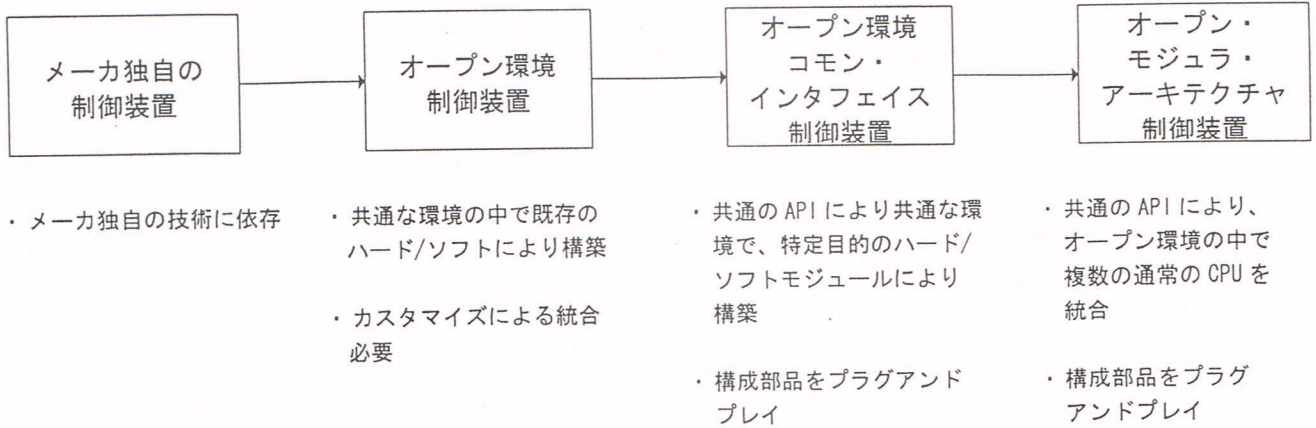 メーカ独自の
制御装置
オープン環境
制御装置
オープン環境
コモン・
インタフェイス
制御装置
オープン・
モジュラ・
アーキテクチャ
制御装置
・メーカ独自の技術に依存
・共通な環境の中で既存の
ハード/ソフトにより構築
・カスタマイズによる統合
必要
・共通の API により共通な環
境で、特定目的のハード/
ソフトモジュールにより
構築
・構成部品をプラグアンド
プレイ
・共通の API により、
オープン環境の中で
複数の通常の CPU を
統合
・構成部品をプラグ
アンドプレイ